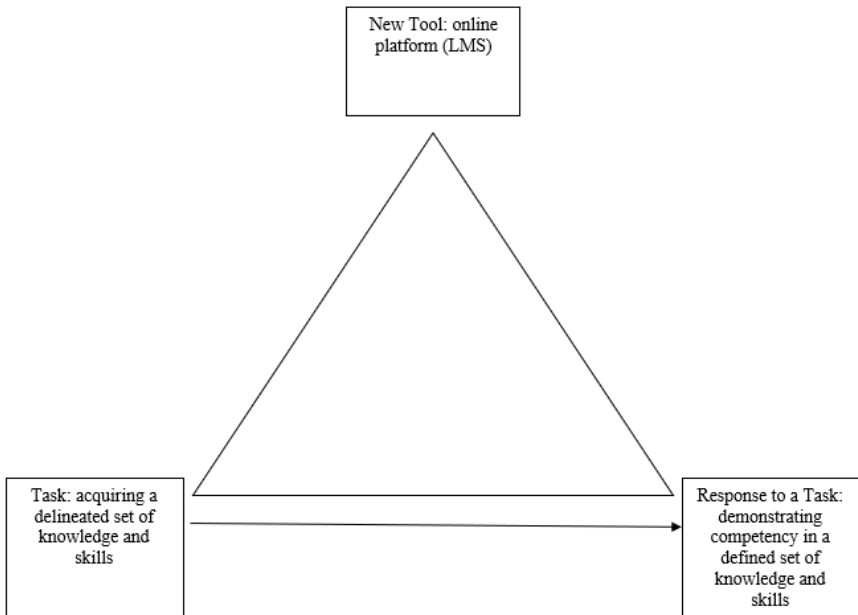 New Tool: online
platform (LMS)
Task: acquiring a
delineated set of
knowledge and
skills
Response to a Task:
demonstrating
competency in a
defined set of
knowledge and
skills